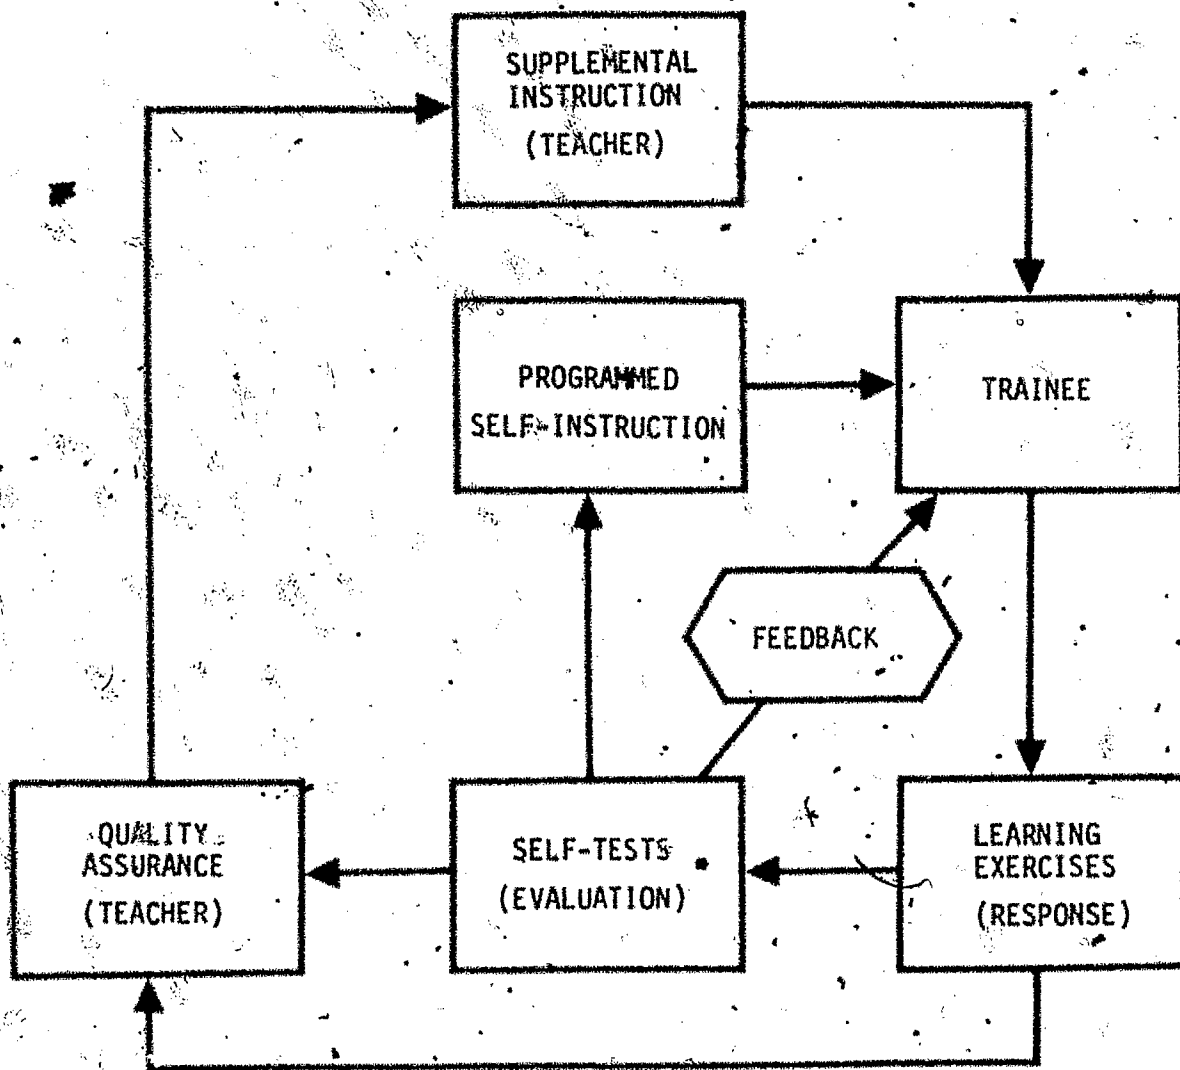 SUPPLEMENTAL
INSTRUCTION
(TEACHER)
PROGRAMMED
SELF-INSTRUCTION
TRAINEE
FEEDBACK
QUALITY
ASSURANCE
(TEACHER)
SELF-TESTS
(EVALUATION)
LEARNING
EXERCISES
(RESPONSE)